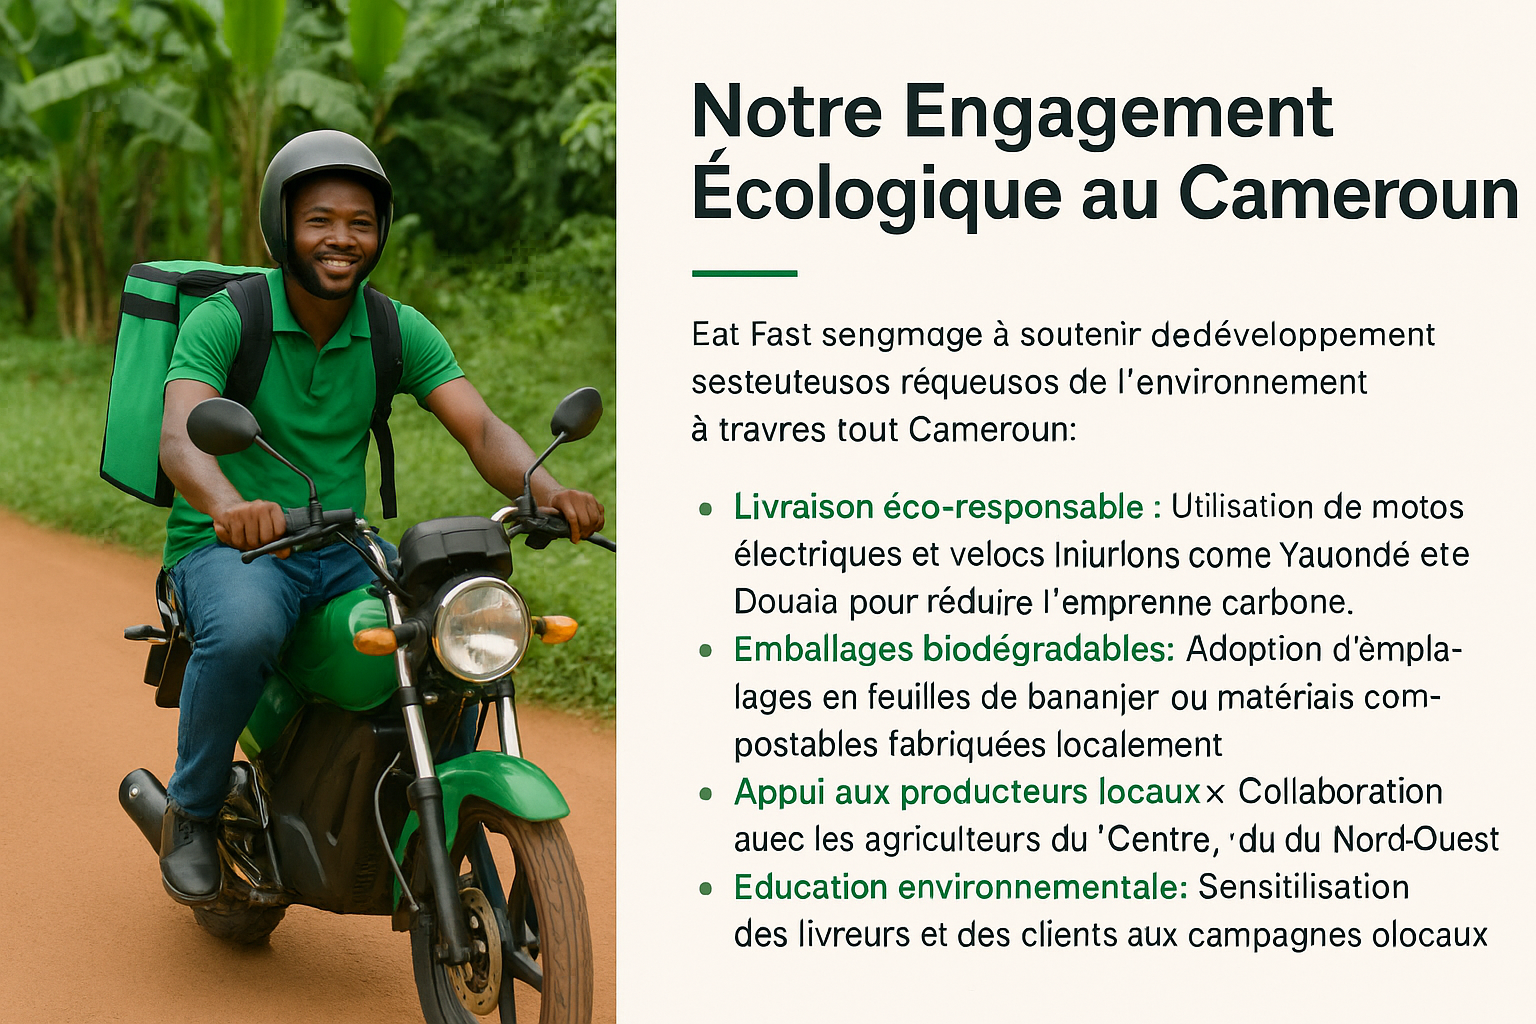 Notre Engagement
Écologique au Cameroun
Eat Fast sengmage à soutenir dedéveloppement
sesteuteusos réqueusos de l'environnement
à travres tout Cameroun:
• Livraison éco-responsable : Utilisation de motos
électriques et velocs Iniurlons come Yauondé ete
Douaia pour réduire l'emprenne carbone.
• Emballages biodégradables: Adoption d'èmpla-
lages en feuilles de bananjer ou matériais com-
postables fabriquées localement
• Appui aux producteurs locaux× Collaboration
auec les agriculteurs du 'Centre, 'du du Nord-Ouest
• Education environnementale: Sensitilisation
des livreurs et des clients aux campagnes olocaux